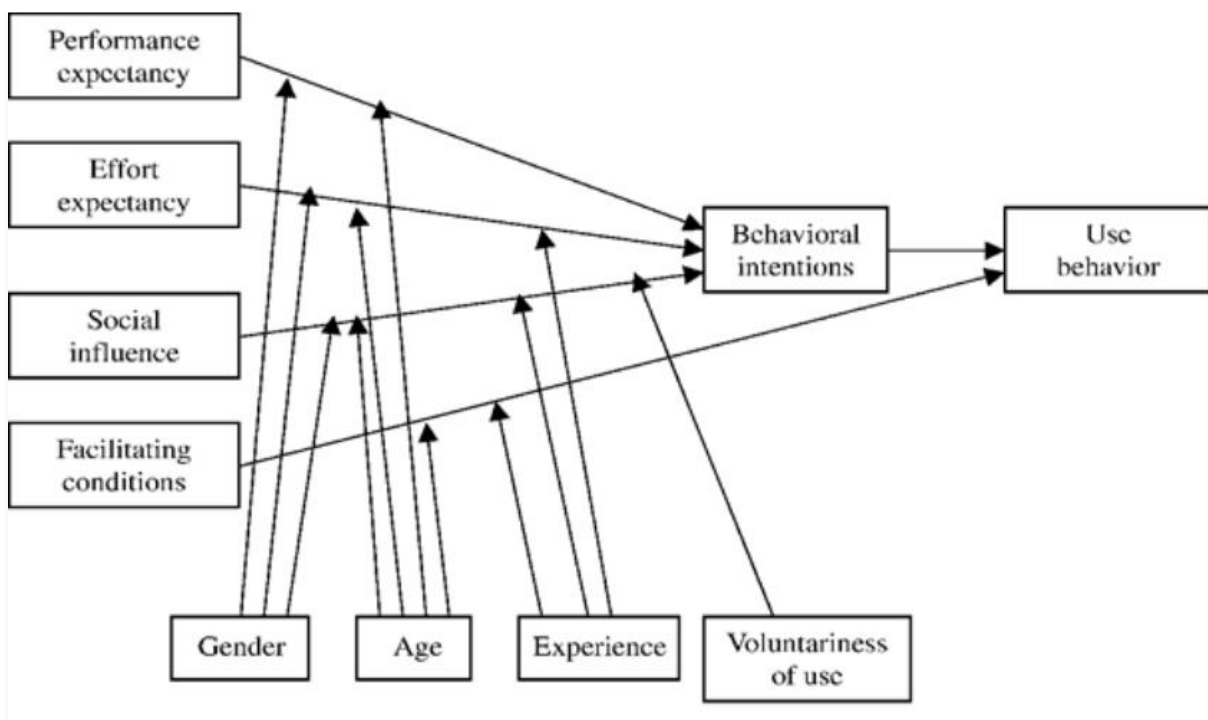 Performance
expectancy
Effort
expectancy
Social
influence
Facilitating
conditions
Behavioral
intentions
Use
behavior
Gender
Age
Experience
Voluntariness
of use